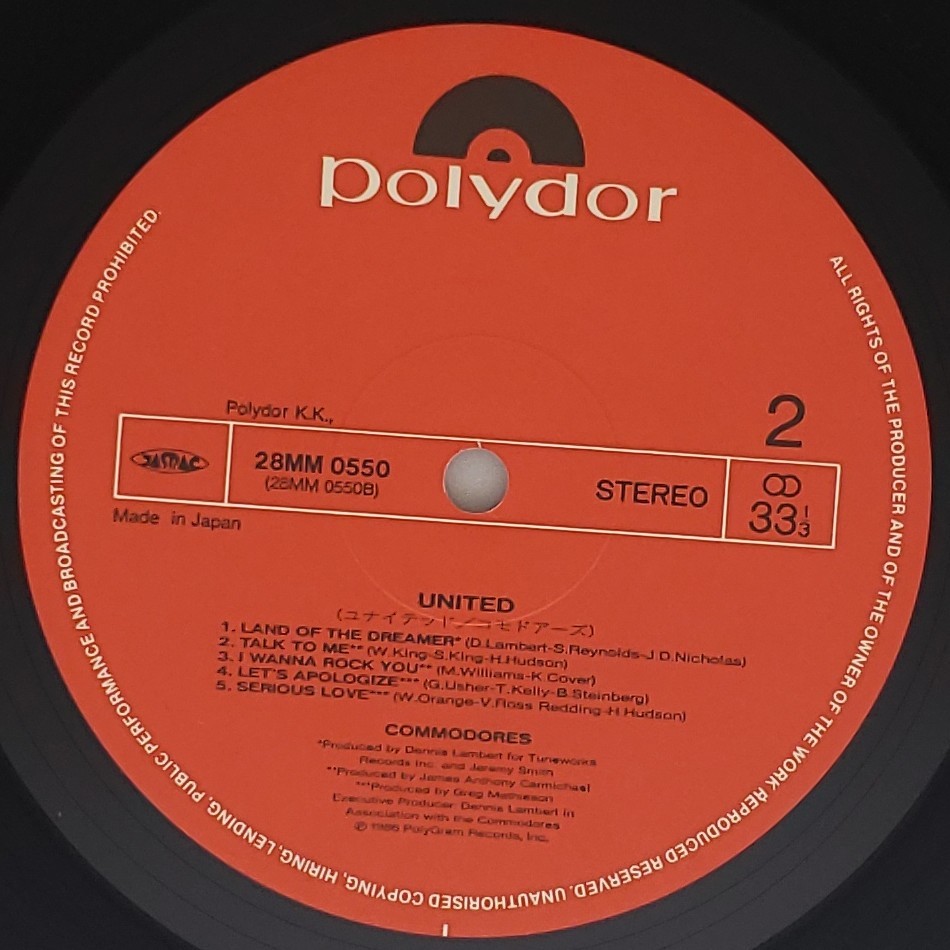 polydor
2
Polydor K.K.,
JASRAC
28MM 0550
(28MM 0550B)
STEREO
33 1/3
Made in Japan
UNITED
(ユナイテッド／コモドアーズ)
1. LAND OF THE DREAMER* (D.Lambert-S.Reynolds-J.D.Nicholas)
2. TALK TO ME** (W.King-S.King-H.Hudson)
3. I WANNA ROCK YOU** (M.Williams-K Cover)
4. LET'S APOLOGIZE*** (G.Usher-T.Kelly-B.Steinberg)
5. SERIOUS LOVE*** (W.Orange-V.Ross Redding-H Hudson)
COMMODORES
*Produced by Dennis Lambert for Tuneworks
Records Inc. and Jeremy Smith
**Produced by James Anthony Carmichael
***Produced by Greg Mathieson
Executive Producer: Dennis Lambert in
Association with the Commodores
℗ 1986 PolyGram Records, Inc.
ALL RIGHTS OF THE PRODUCER AND OF THE OWNER OF THE WORK REPRODUCED RESERVED. UNAUTHORISED COPYING, HIRING, LENDING, PUBLIC PERFORMANCE AND BROADCASTING OF THIS RECORD PROHIBITED.